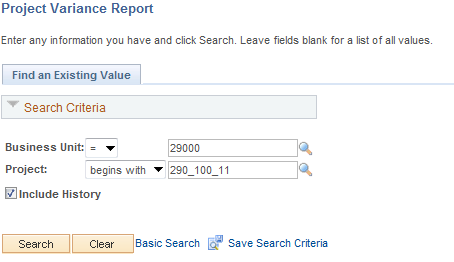 Project Variance Report
Enter any information you have and click Search. Leave fields blank for a list of all values.
Find an Existing Value
Search Criteria
Business Unit: = 29000
Project: begins with 290_100_11
Include History
Search Clear Basic Search Save Search Criteria